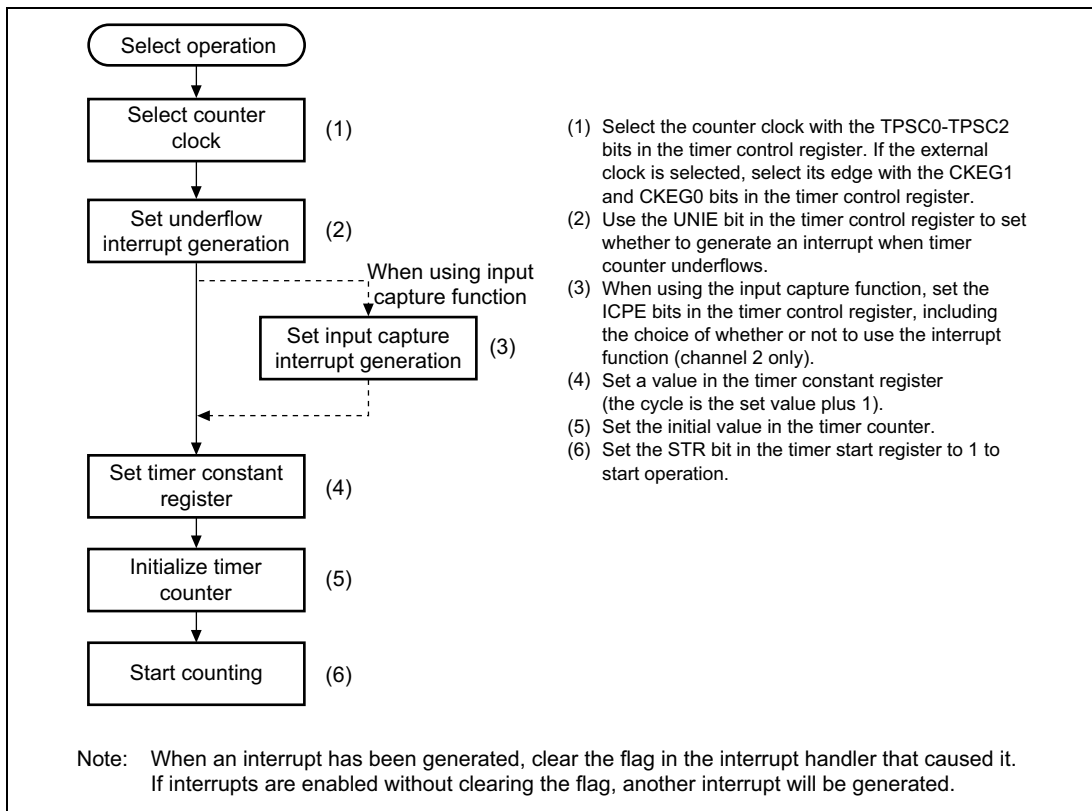 Select operation
Select counter
clock
(1)
Set underflow
interrupt generation
(2)
When using input
capture function
Set input capture
interrupt generation
(3)
Set timer constant
register
(4)
Initialize timer
counter
(5)
Start counting
(6)
(1) Select the counter clock with the TPSC0-TPSC2
bits in the timer control register. If the external
clock is selected, select its edge with the CKEG1
and CKEG0 bits in the timer control register.
(2) Use the UNIE bit in the timer control register to set
whether to generate an interrupt when timer
counter underflows.
(3) When using the input capture function, set the
ICPE bits in the timer control register, including
the choice of whether or not to use the interrupt
function (channel 2 only).
(4) Set a value in the timer constant register
(the cycle is the set value plus 1).
(5) Set the initial value in the timer counter.
(6) Set the STR bit in the timer start register to 1 to
start operation.
Note: When an interrupt has been generated, clear the flag in the interrupt handler that caused it.
If interrupts are enabled without clearing the flag, another interrupt will be generated.